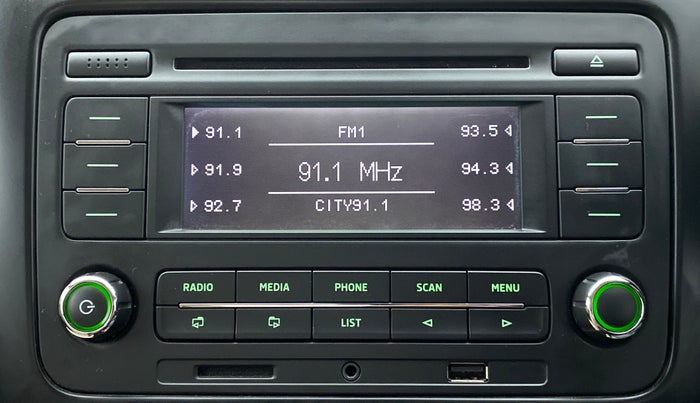 91.1 FM1 93.5
91.9 91.1 MHz 94.3
92.7 CITY91.1 98.3
RADIO MEDIA PHONE SCAN MENU
LIST